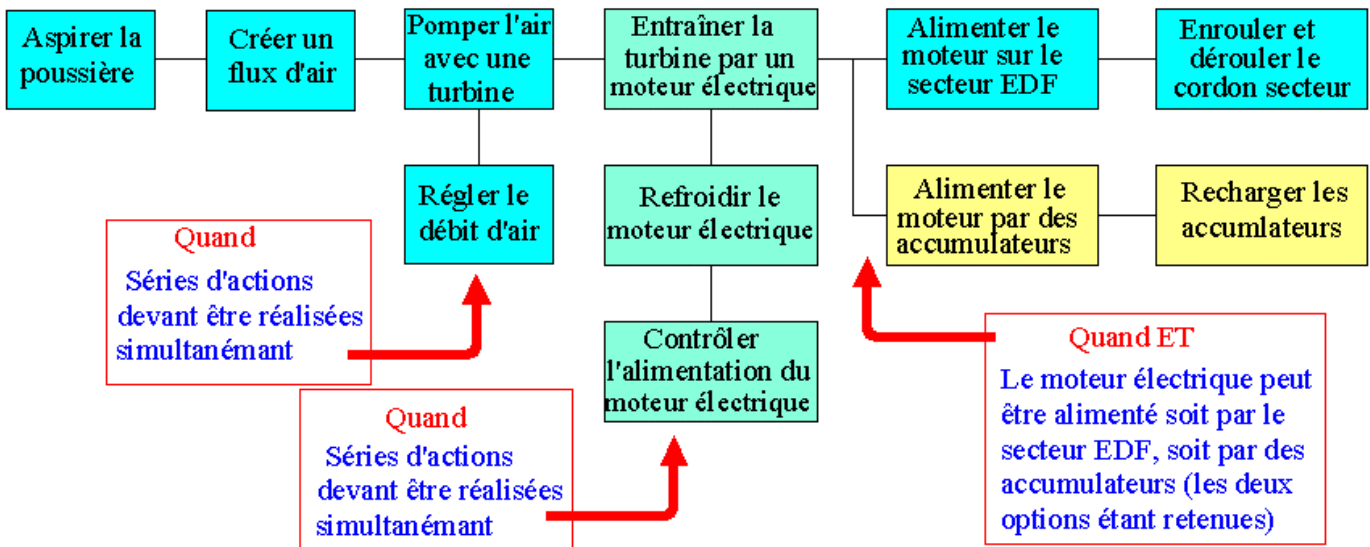 Aspirer la
poussière
Créer un
flux d'air
Pomper l'air
avec une
turbine
Entraîner la
turbine par un
moteur électrique
Alimenter le
moteur sur le
secteur EDF
Enrouler et
dérouler le
cordon secteur
Régler le
débit d'air
Refroidir le
moteur électrique
Alimenter le
moteur par des
accumulateurs
Recharger les
accumlateurs
Quand
Séries d'actions
devant être réalisées
simultanémant
Contrôler
l'alimentation du
moteur électrique
Quand
Séries d'actions
devant être réalisées
simultanémant
Quand ET
Le moteur électrique peut
être alimenté soit par le
secteur EDF, soit par des
accumulateurs (les deux
options étant retenues)